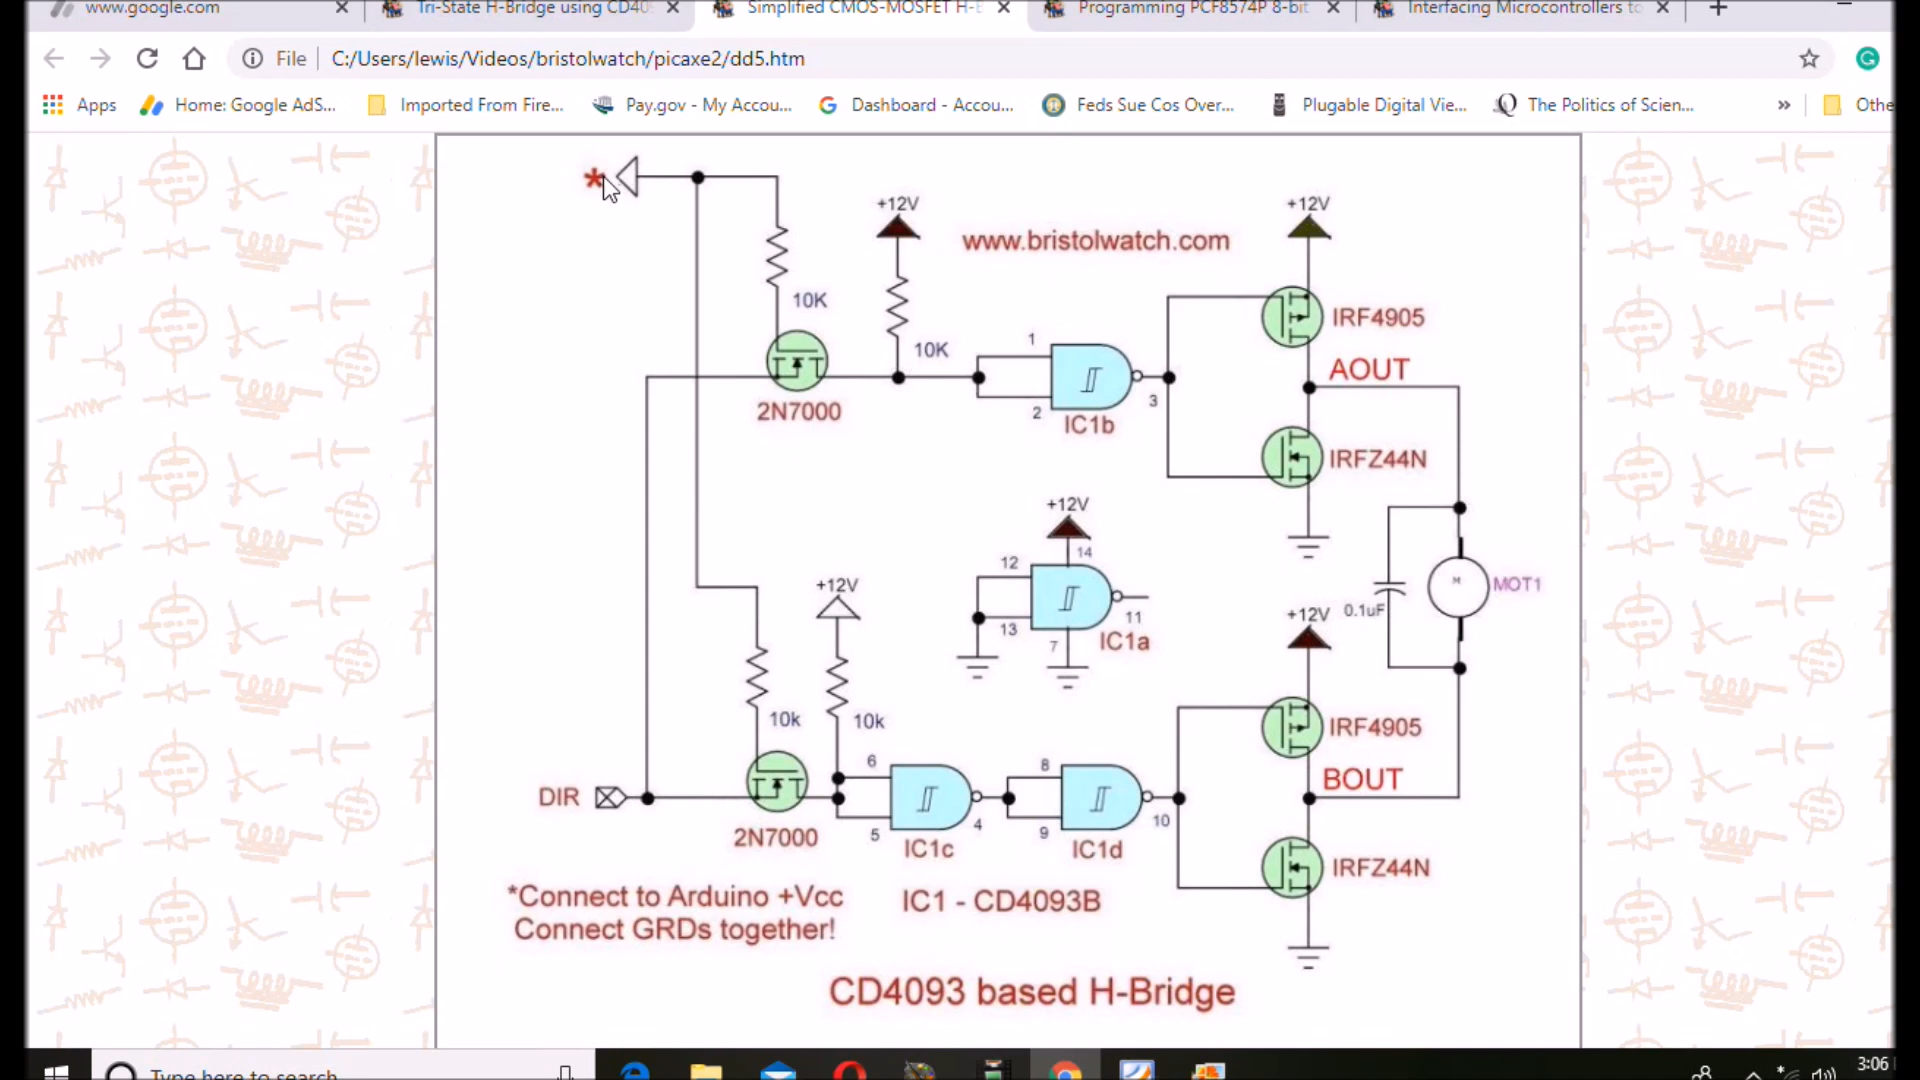 www.google.com
Tri-State H-Bridge using CD40
Simplified CMOS-MOSFET H-E
Programming PCF8574P 8-bit
Interfacing Microcontrollers to
File C:/Users/lewis/Videos/bristolwatch/picaxe2/dd5.htm
Apps Home: Google AdS... Imported From Fire... Pay.gov - My Accou... Dashboard - Accou... Feds Sue Cos Over... Plugable Digital Vie... The Politics of Scien... » Othe
*
+12V
www.bristolwatch.com
+12V
10K
10K
2N7000
1
2
3
IC1b
IRF4905
AOUT
IRFZ44N
+12V
14
12
13
7
11
IC1a
+12V
+12V
0.1uF
M
MOT1
10k
10k
DIR
2N7000
6
5
4
IC1c
8
9
10
IC1d
IRF4905
BOUT
IRFZ44N
*Connect to Arduino +Vcc
Connect GRDs together!
IC1 - CD4093B
CD4093 based H-Bridge
Type here to search
3:06